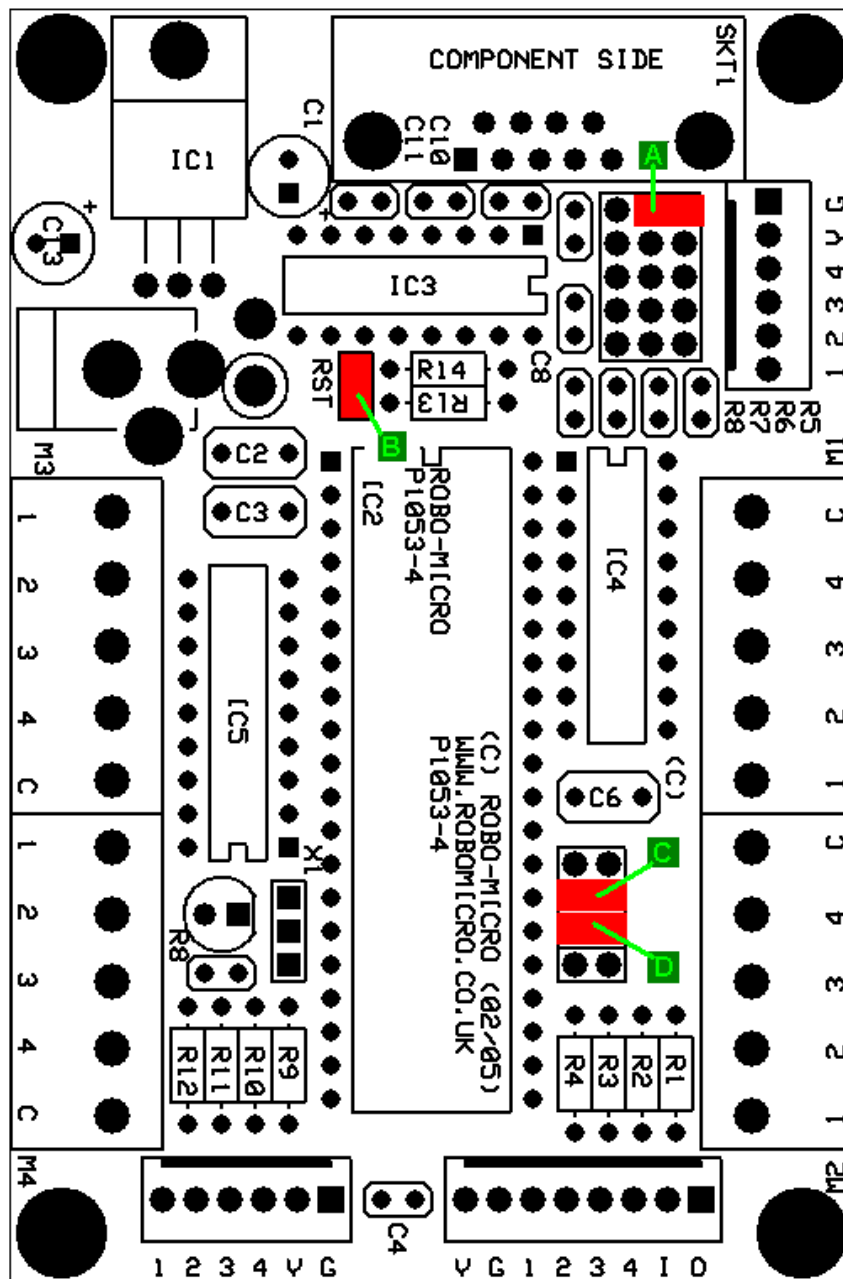 COMPONENT SIDE
SKT1
C1
C11
C10
IC1
A
+
C13
+
IC3
G
V
4
3
2
1
RST
R14
R13
C8
R8
R7
R6
R5
B
M3
C2
M1
C3
IC2
ROBO-MICRO
P1053-4
IC4
1
2
3
4
C
C
4
3
2
1
IC5
(C) ROBO-MICRO (02/05)
WWW.ROBOMICRO.CO.UK
P1053-4
C6
(C)
X1
C
D
1
2
3
4
C
C
4
3
2
1
R8
R12
R11
R10
R9
R4
R3
R2
R1
M4
M2
C4
1 2 3 4 V G
V G 1 2 3 4 I O